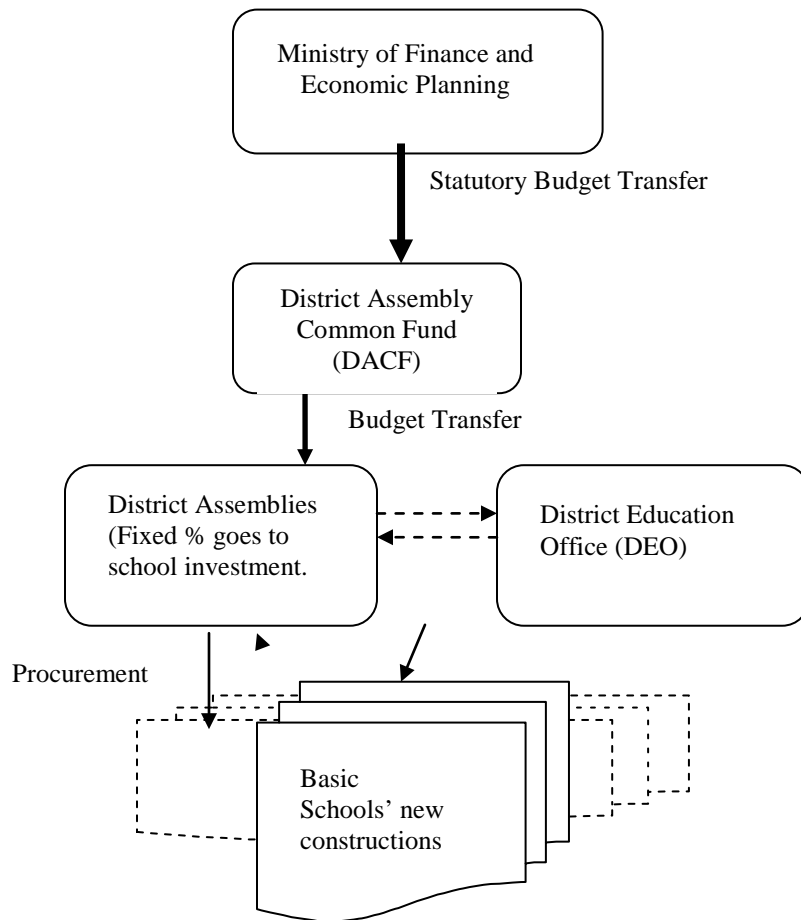 Ministry of Finance and
Economic Planning
Statutory Budget Transfer
District Assembly
Common Fund
(DACF)
Budget Transfer
District Assemblies
(Fixed % goes to
school investment.
District Education
Office (DEO)
Procurement
Basic
Schools’ new
constructions